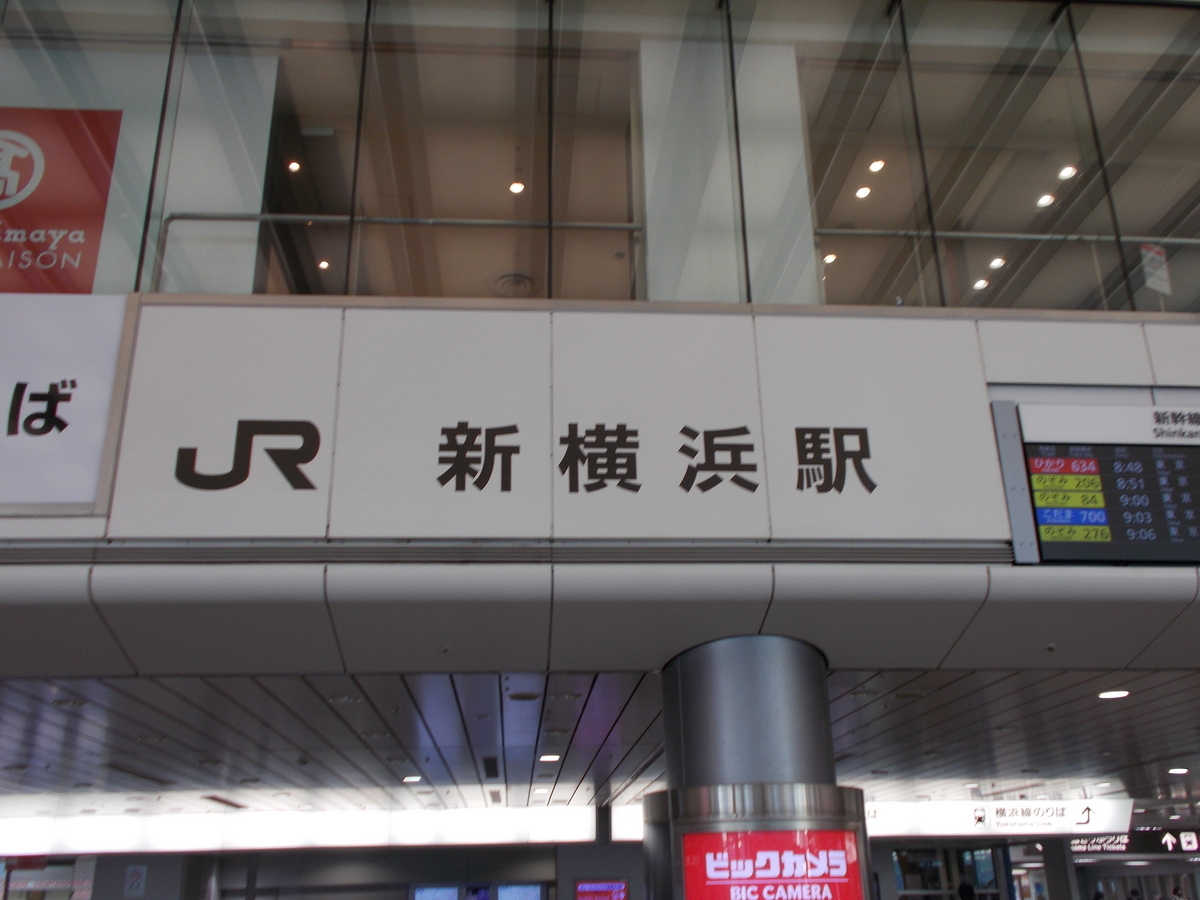 imaya
AISON
ば
JR 新横浜駅
新幹線
Shinkan
ひかり 634 8:48 東京
のぞみ 206 8:51 東京
のぞみ 84 9:00 東京
こだま 700 9:03 東京
のぞみ 276 9:06 東京
横浜線のりば
Yokohama Line
ビックカメラ
BIC CAMERA